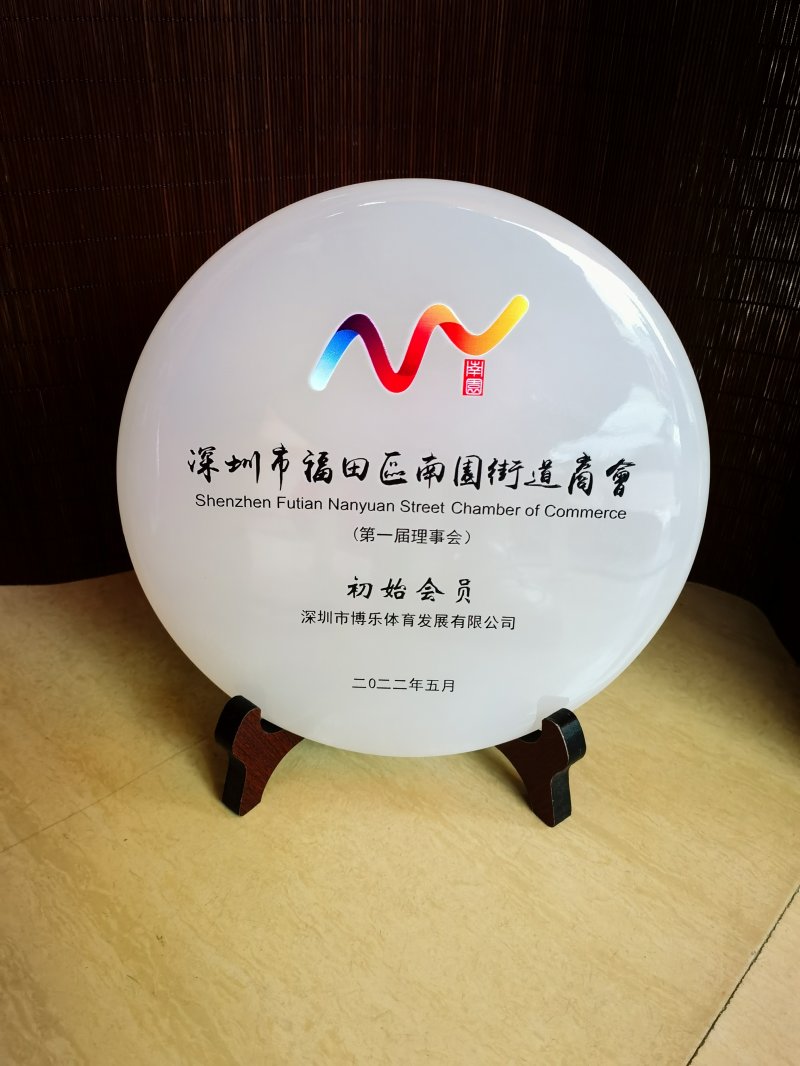 南園
深圳市福田區南園街道商會
Shenzhen Futian Nanyuan Street Chamber of Commerce
（第一届理事会）
初始会员
深圳市博乐体育发展有限公司
二0二二年五月